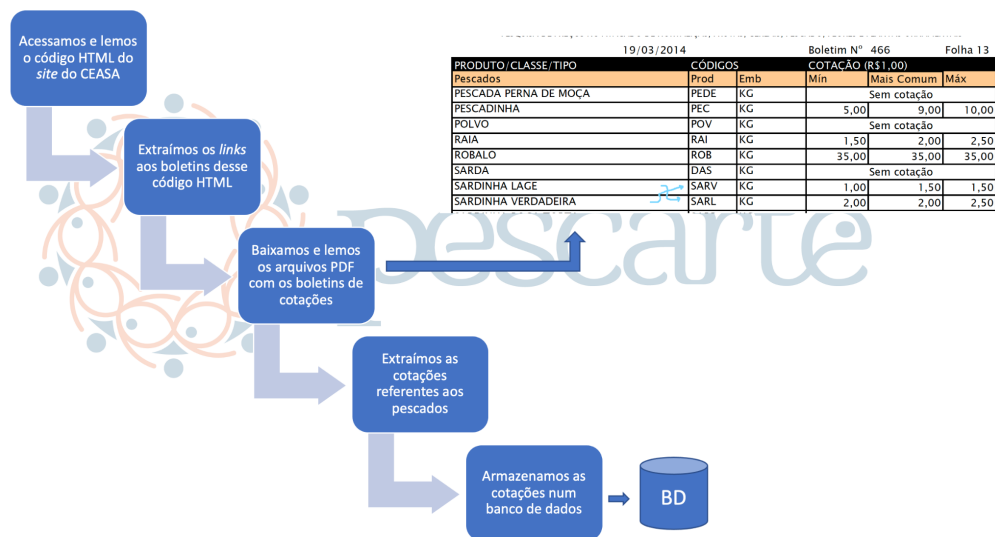 Acessamos e lemos
o código HTML do
site do CEASA
Extraímos os links
aos boletins desse
código HTML
Baixamos e lemos
os arquivos PDF
com os boletins de
cotações
Extraímos as
cotações
referentes aos
pescados
Armazenamos as
cotações num
banco de dados
BD
19/03/2014 Boletim Nº 466 Folha 13
PRODUTO/CLASSE/TIPO CÓDIGOS COTAÇÃO (R$1,00)
Pescados Prod Emb Mín Mais Comum Máx
PESCADA PERNA DE MOÇA PEDE KG Sem cotação
PESCADINHA PEC KG 5,00 9,00 10,00
POLVO POV KG Sem cotação
RAIA RAI KG 1,50 2,00 2,50
ROBALO ROB KG 35,00 35,00 35,00
SARDA DAS KG Sem cotação
SARDINHA LAGE SARV KG 1,00 1,50 1,50
SARDINHA VERDADEIRA SARL KG 2,00 2,00 2,50
pescarte